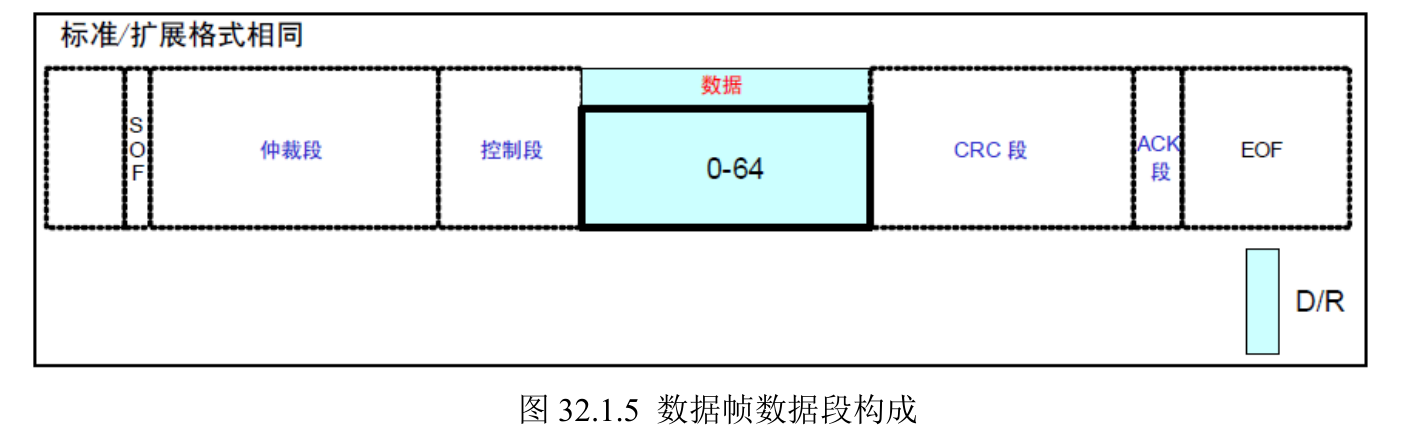 标准/扩展格式相同
SOF
仲裁段
控制段
数据
0-64
CRC 段
ACK
段
EOF
D/R
图 32.1.5 数据帧数据段构成